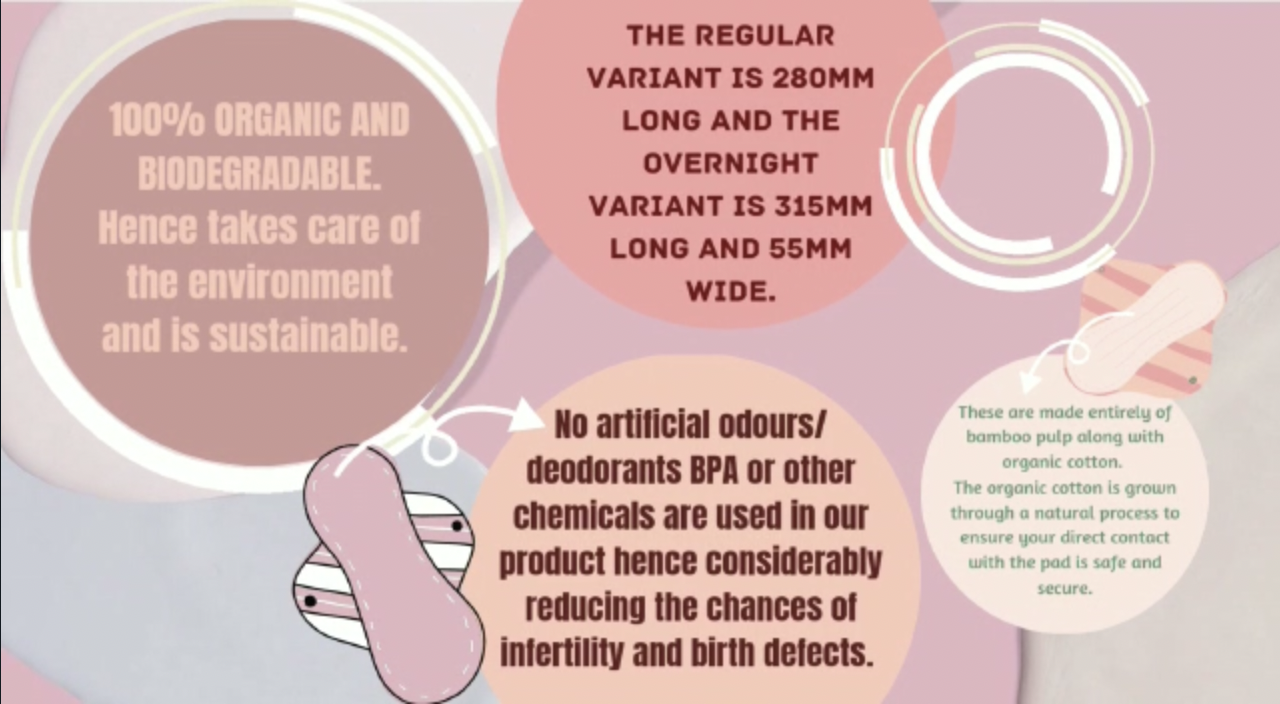 100% ORGANIC AND
BIODEGRADABLE.
Hence takes care of
the environment
and is sustainable.
THE REGULAR
VARIANT IS 280MM
LONG AND THE
OVERNIGHT
VARIANT IS 315MM
LONG AND 55MM
WIDE.
No artificial odours/
deodorants BPA or other
chemicals are used in our
product hence considerably
reducing the chances of
infertility and birth defects.
These are made entirely of
bamboo pulp along with
organic cotton.
The organic cotton is grown
through a natural process to
ensure your direct contact
with the pad is safe and
secure.